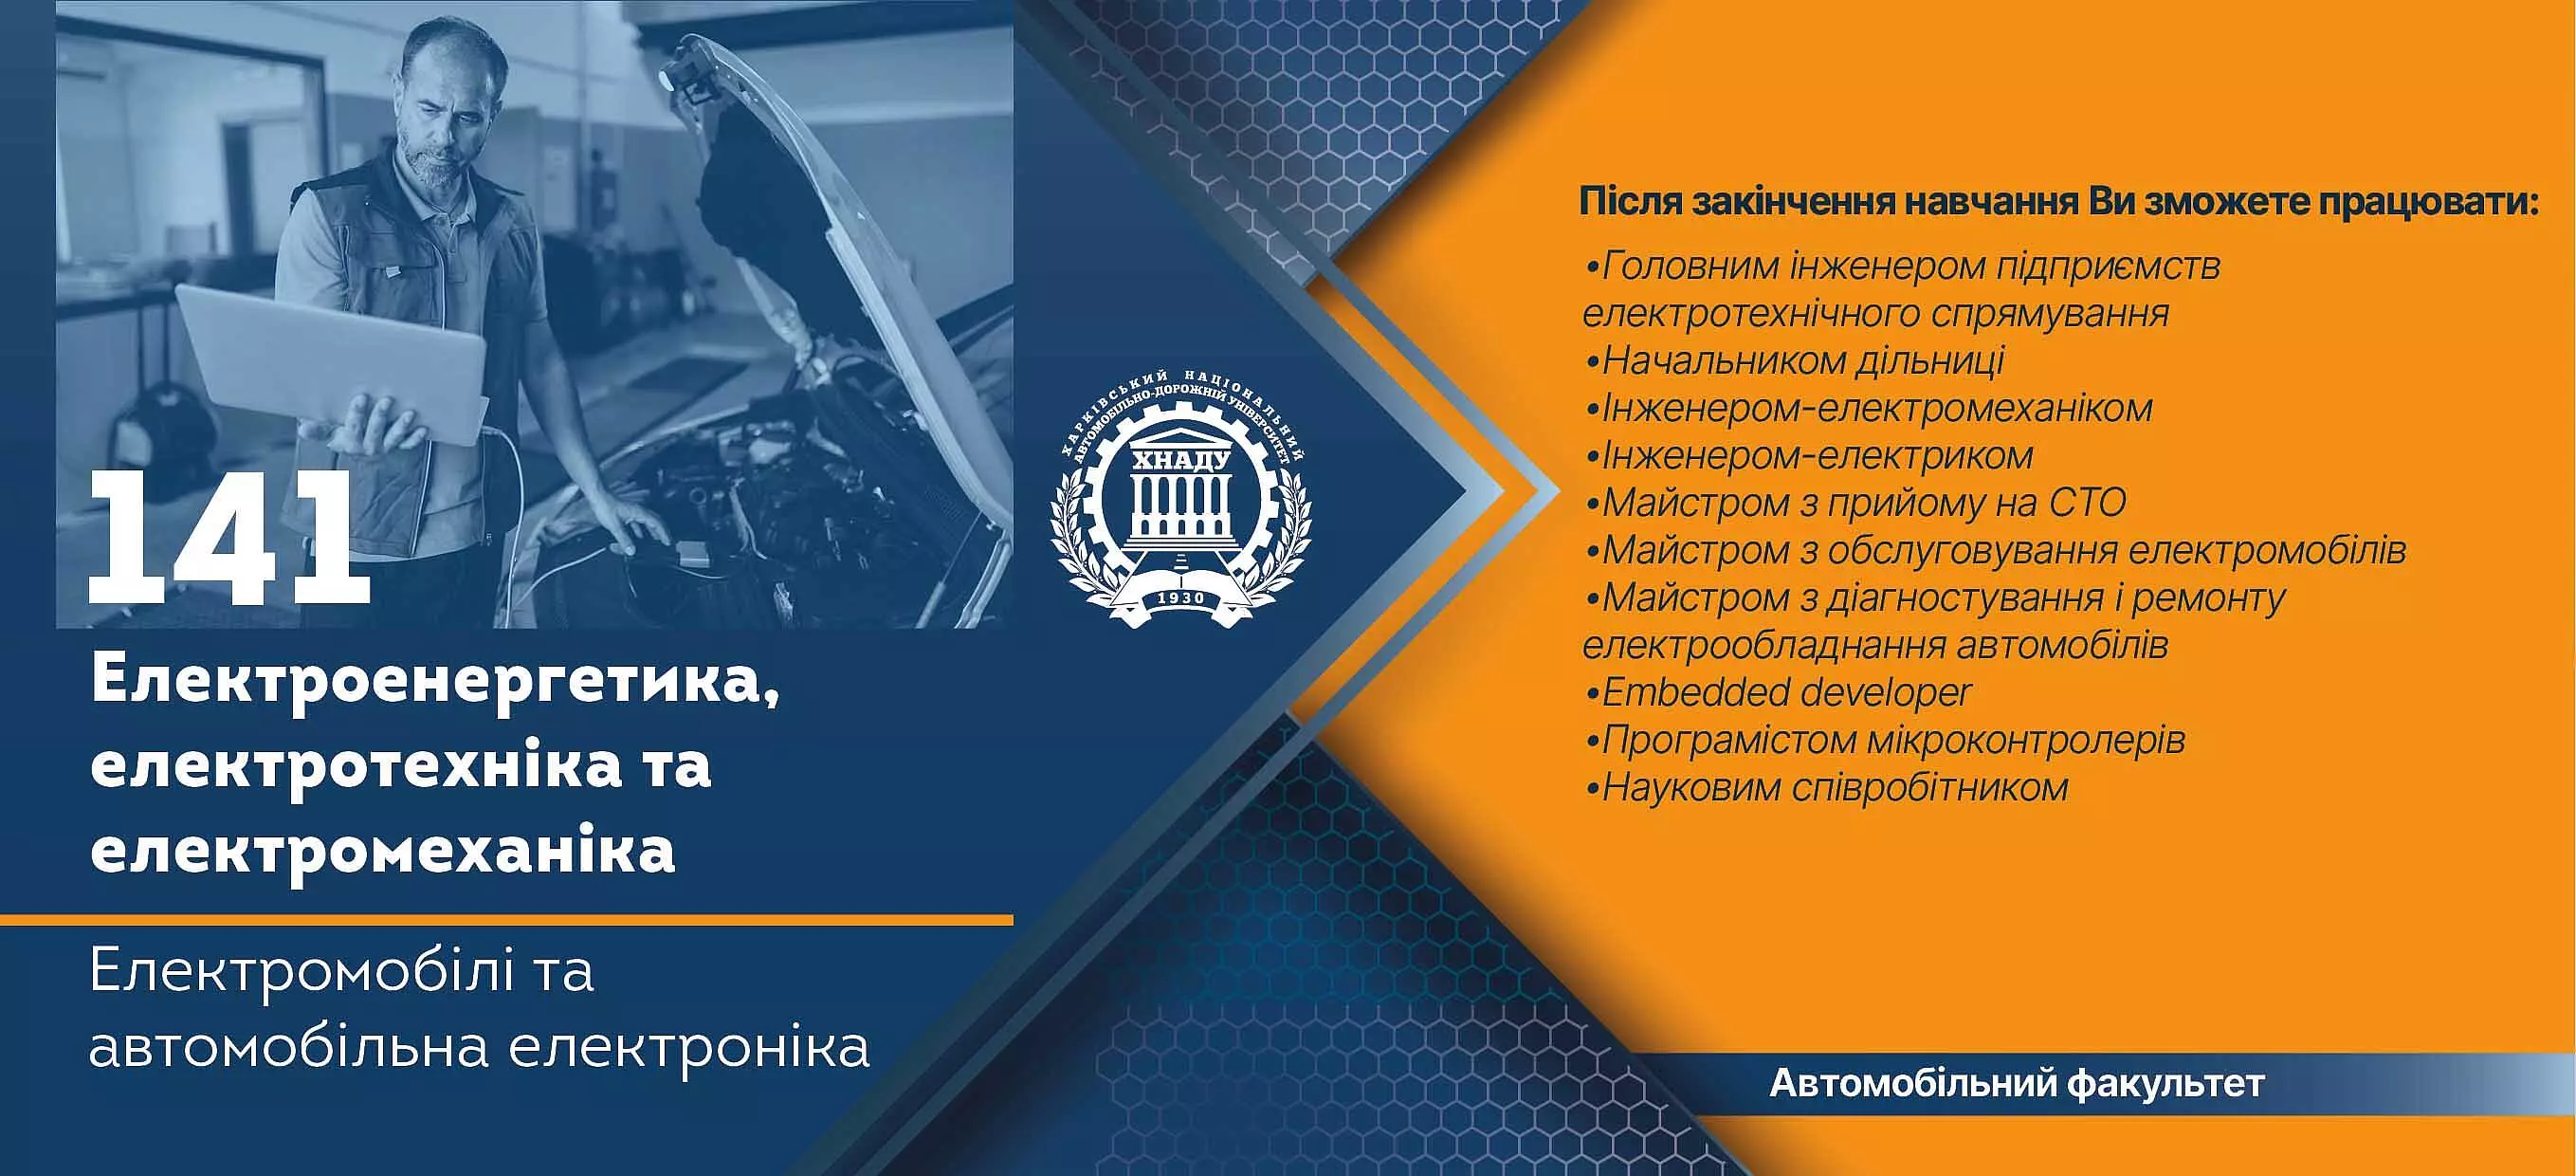 141
Електроенергетика,
електротехніка та
електромеханіка
Електромобілі та
автомобільна електроніка
ХАРКІВСЬКИЙ НАЦІОНАЛЬНИЙ
АВТОМОБІЛЬНО-ДОРОЖНІЙ УНІВЕРСИТЕТ
ХНАДУ
1930
Після закінчення навчання Ви зможете працювати:
•Головним інженером підприємств
електротехнічного спрямування
•Начальником дільниці
•Інженером-електромеханіком
•Інженером-електриком
•Майстром з прийому на СТО
•Майстром з обслуговування електромобілів
•Майстром з діагностування і ремонту
електрообладнання автомобілів
•Embedded developer
•Програмістом мікроконтролерів
•Науковим співробітником
Автомобільний факультет